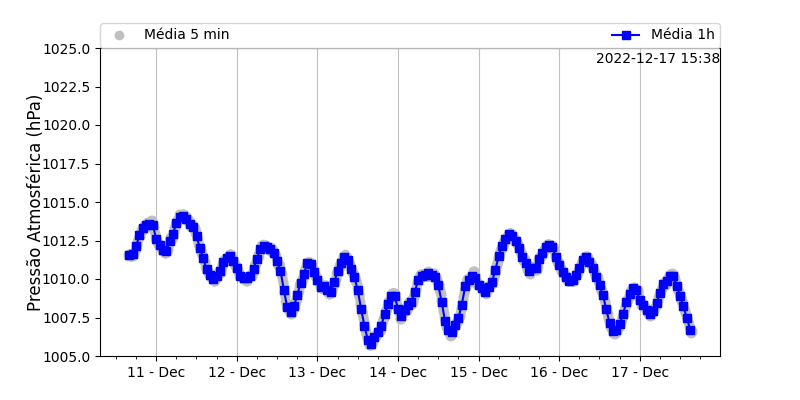 Média 5 min
Média 1h
2022-12-17 15:38
Pressão Atmosférica (hPa)
1025.0
1022.5
1020.0
1017.5
1015.0
1012.5
1010.0
1007.5
1005.0
11 - Dec
12 - Dec
13 - Dec
14 - Dec
15 - Dec
16 - Dec
17 - Dec